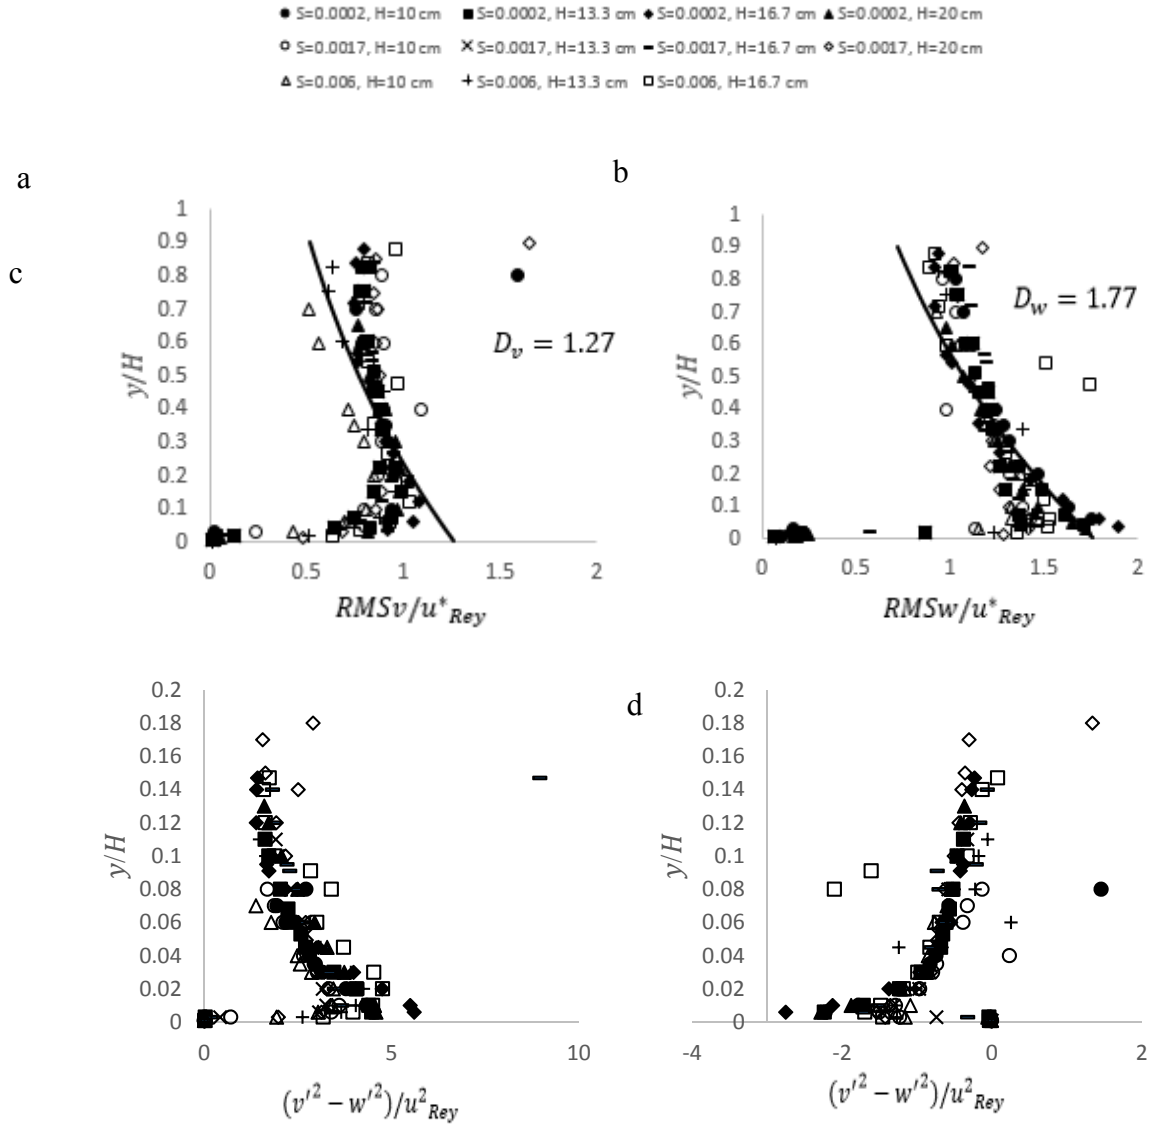 S=0.0002, H=10 cm S=0.0002, H=13.3 cm S=0.0002, H=16.7 cm S=0.0002, H=20 cm
S=0.0017, H=10 cm S=0.0017, H=13.3 cm S=0.0017, H=16.7 cm S=0.0017, H=20 cm
S=0.006, H=10 cm S=0.006, H=13.3 cm S=0.006, H=16.7 cm
a
1
0.9
0.8
0.7
0.6
0.5
0.4
0.3
0.2
0.1
0
y/H
D_v = 1.27
0 0.5 1 1.5 2
RMSv/u*_Rey
b
1
0.9
0.8
0.7
0.6
0.5
0.4
0.3
0.2
0.1
0
y/H
D_w = 1.77
0 0.5 1 1.5 2
RMSw/u*_Rey
c
0.2
0.18
0.16
0.14
0.12
0.1
0.08
0.06
0.04
0.02
0
y/H
0 5 10
(v′² − w′²)/u²_Rey
d
0.2
0.18
0.16
0.14
0.12
0.1
0.08
0.06
0.04
0.02
0
y/H
-4 -2 0 2
(v′² − w′²)/u²_Rey